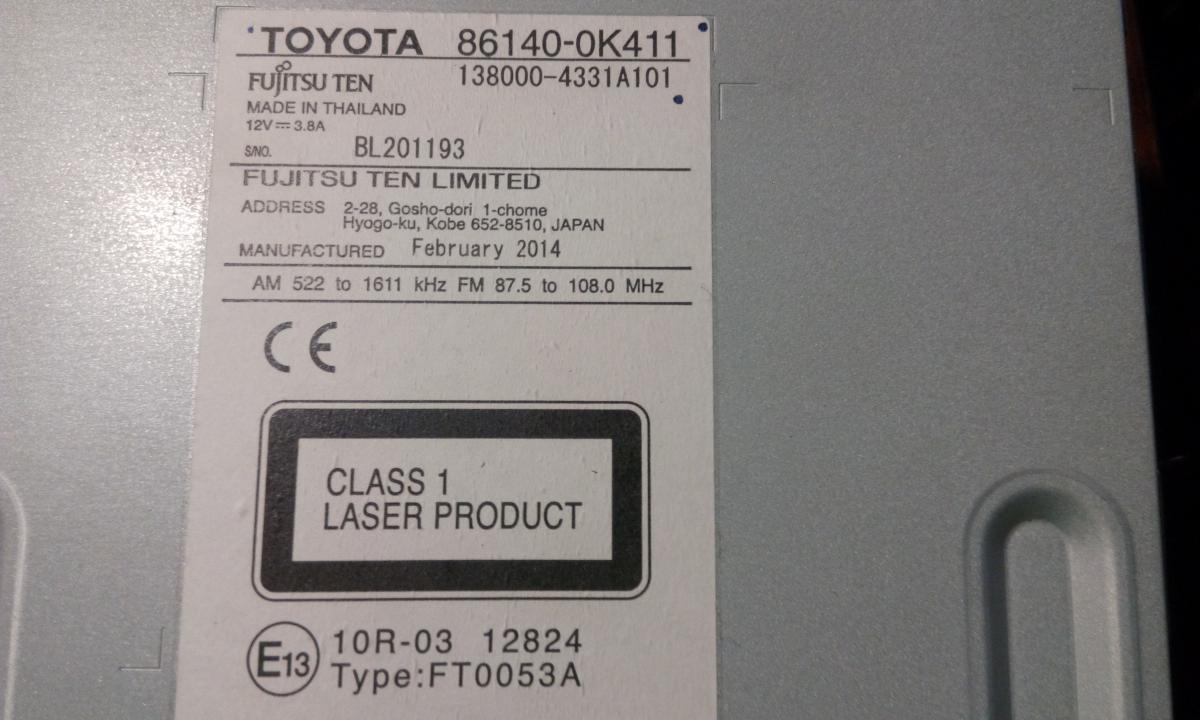 TOYOTA 86140-0K411
FUJITSU TEN 138000-4331A101
MADE IN THAILAND
12V⎓3.8A
S/NO. BL201193
FUJITSU TEN LIMITED
ADDRESS 2-28, Gosho-dori 1-chome
Hyogo-ku, Kobe 652-8510, JAPAN
MANUFACTURED February 2014
AM 522 to 1611 kHz FM 87.5 to 108.0 MHz
CE
CLASS 1
LASER PRODUCT
E13 10R-03 12824
Type:FT0053A